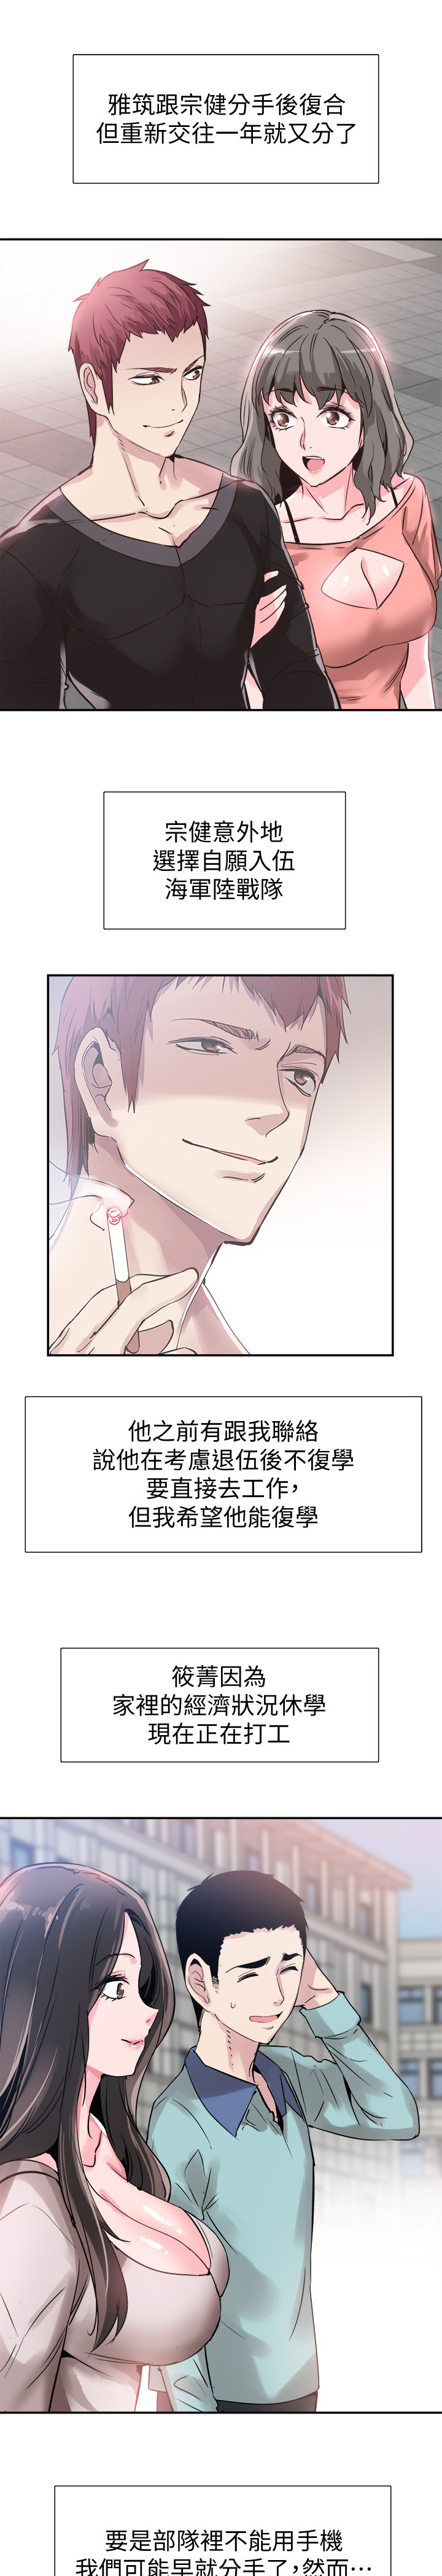 雅筑跟宗健分手後復合
但重新交往一年就又分了
宗健意外地
選擇自願入伍
海軍陸戰隊
他之前有跟我聯絡
說他在考慮退伍後不復學
要直接去工作，
但我希望他能復學
筱菁因為
家裡的經濟狀況休學
現在正在打工
要是部隊裡不能用手機
我們可能早就分手了，然而⋯